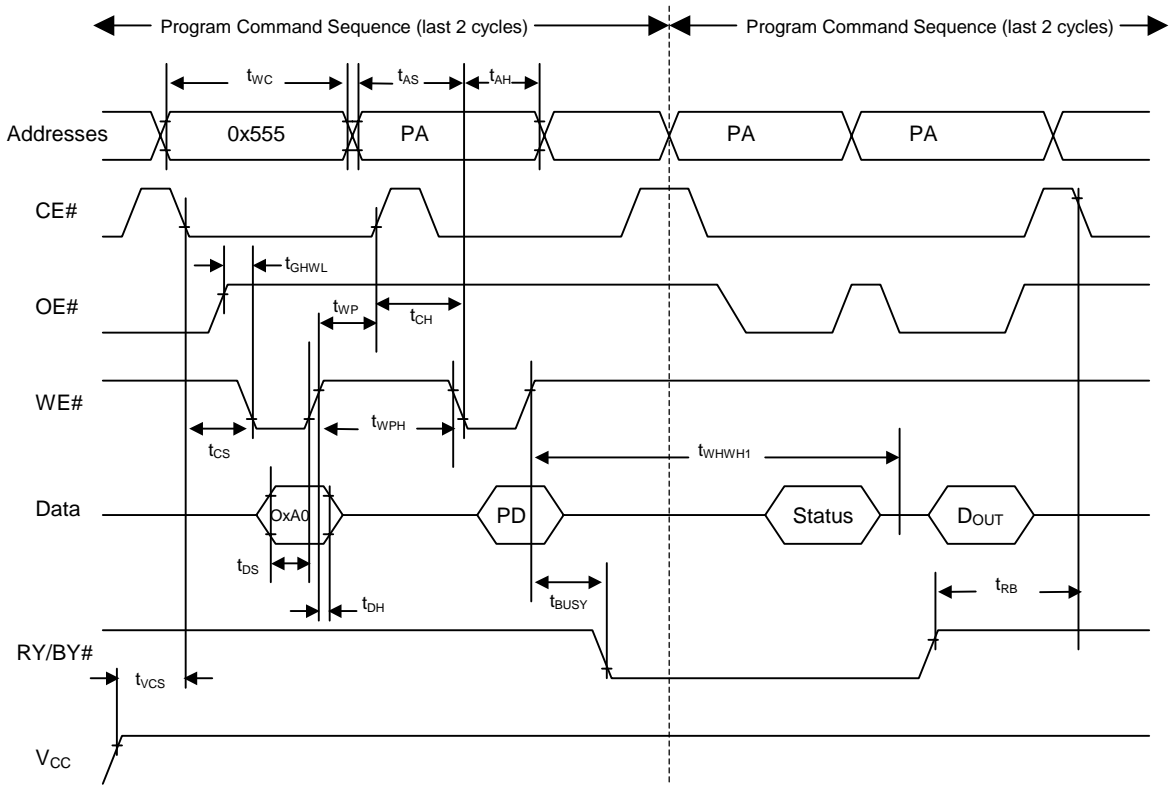 Program Command Sequence (last 2 cycles) Program Command Sequence (last 2 cycles)
tWC tAS tAH
Addresses 0x555 PA PA PA
CE#
tGHWL
OE# tWP tCH
WE#
tCS tWPH tWHWH1
Data OxA0 PD Status DOUT
tDS tDH tBUSY tRB
RY/BY#
tVCS
VCC